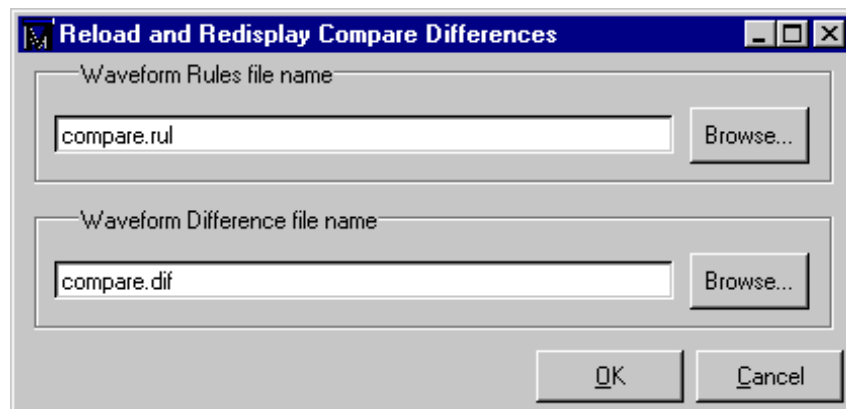 Reload and Redisplay Compare Differences
Waveform Rules file name
compare.rul
Browse...
Waveform Difference file name
compare.dif
Browse...
OK
Cancel